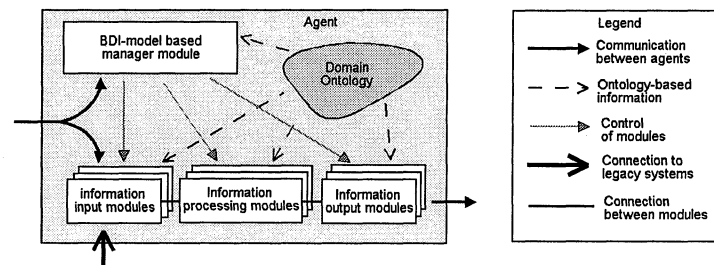 Agent
BDI-model based
manager module
Domain
Ontology
information
input modules
Information
processing modules
Information
output modules
Legend
Communication
between agents
Ontology-based
information
Control
of modules
Connection to
legacy systems
Connection
between modules